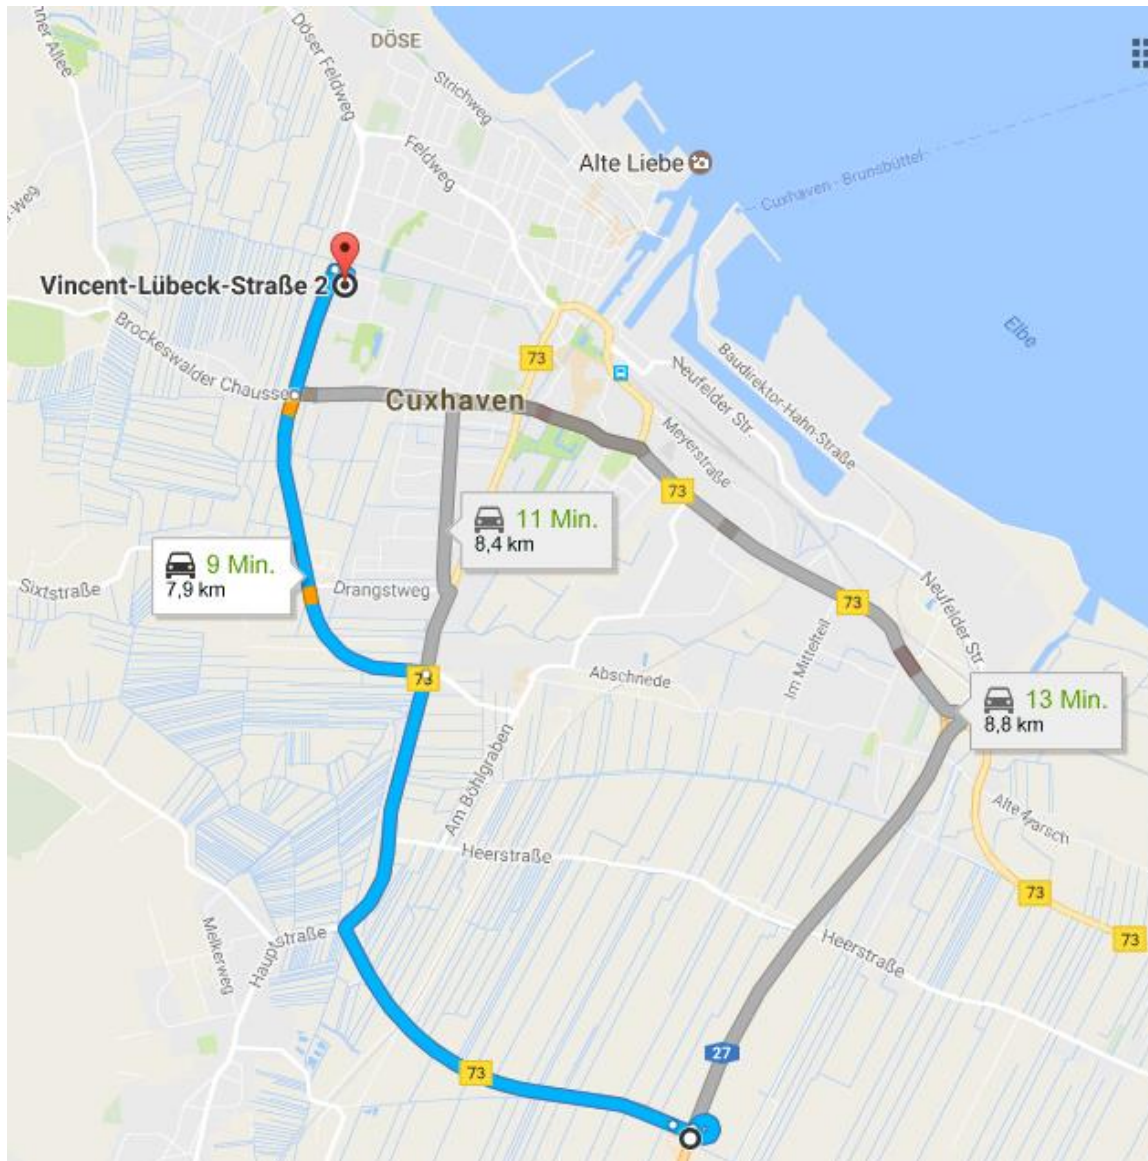 DÖSE
Döser Feldweg
Strichweg
Feldweg
Alte Liebe
Cuxhaven - Brunsbüttel
Elbe
Vincent-Lübeck-Straße 2
Brockeswalder Chaussee
Cuxhaven
73
Neufelder Str.
Baudirektor-Hahn-Straße
Meyerstraße
73
11 Min.
8,4 km
9 Min.
7,9 km
Sixtstraße
Drangstweg
73
Neufelder Str.
Im Mittelteil
Abschnede
73
13 Min.
8,8 km
Am Böhlgraben
Alte Marsch
Heerstraße
73
73
Heerstraße
Hauptstraße
Melkerweg
27
73